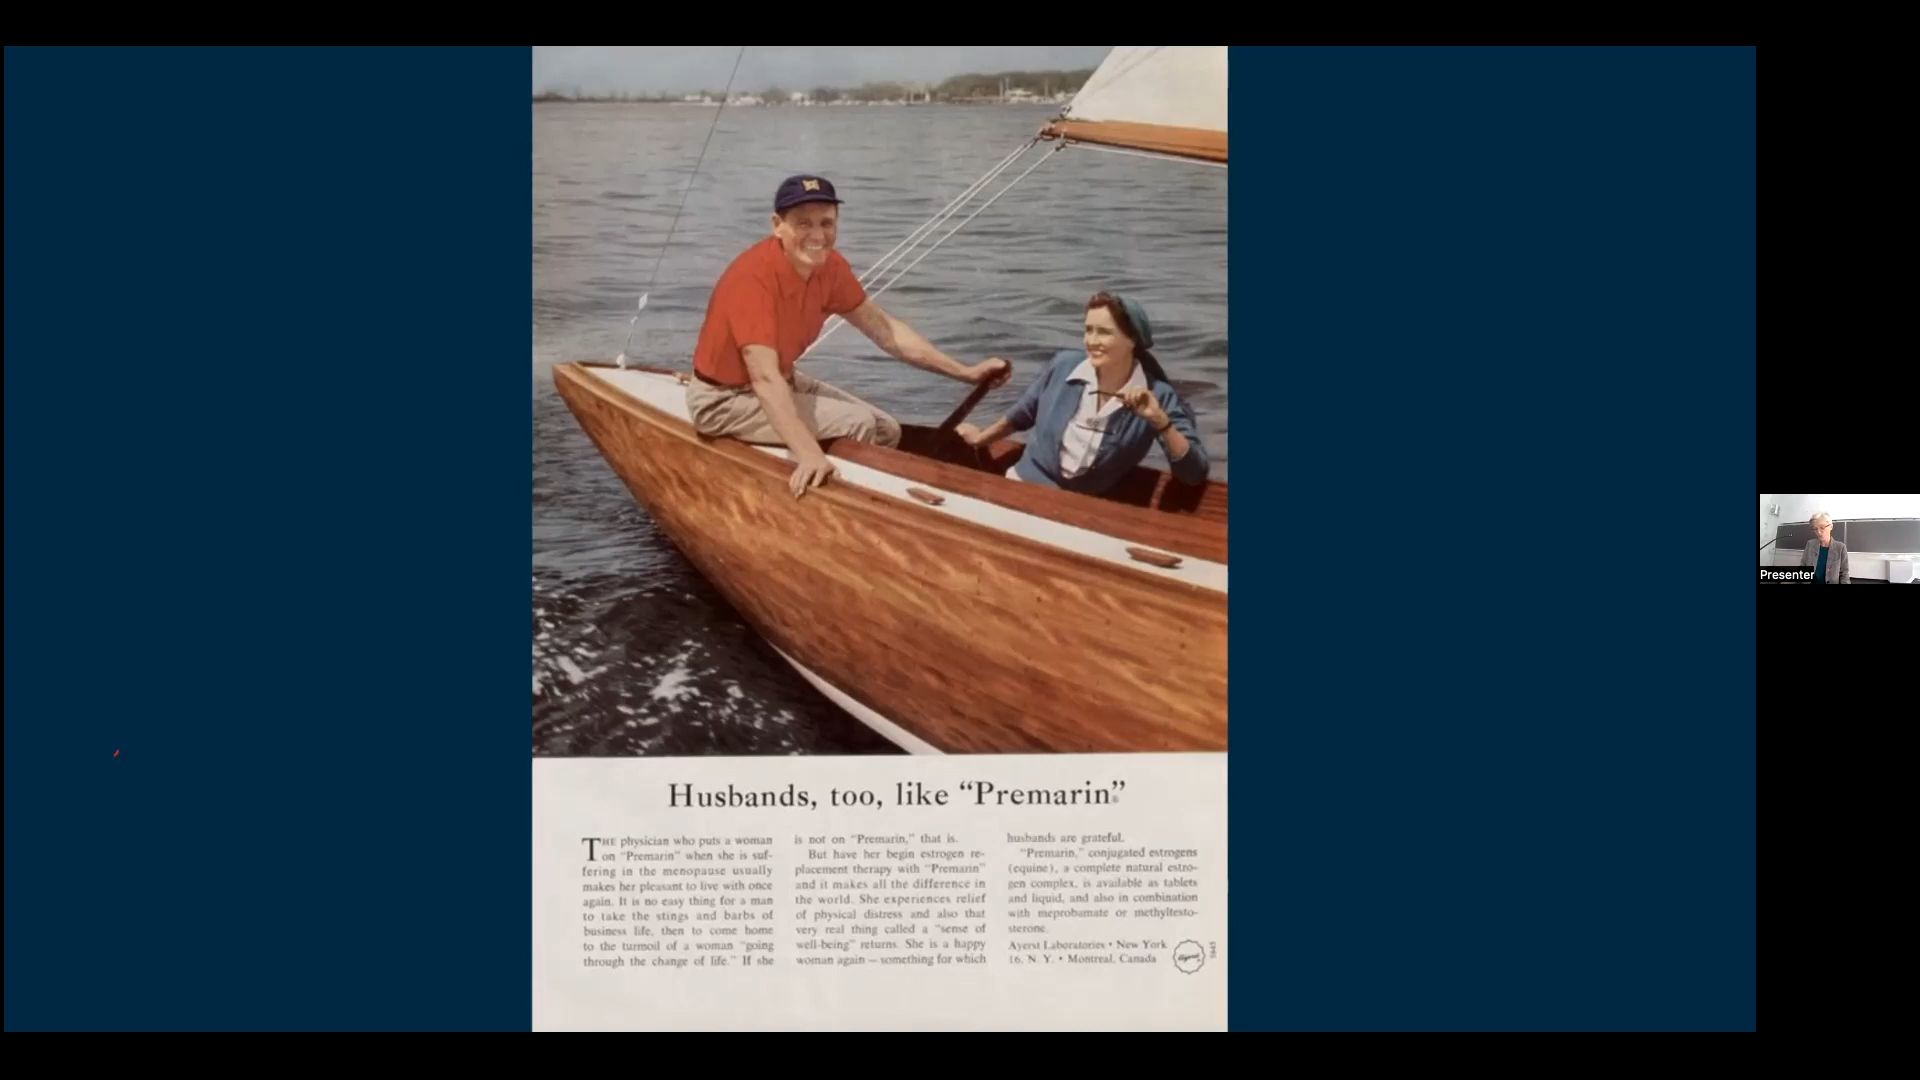 Husbands, too, like “Premarin”
THE physician who puts a woman
on “Premarin” when she is suf-
fering in the menopause usually
makes her pleasant to live with once
again. It is no easy thing for a man
to take the stings and barbs of
business life, then to come home
to the turmoil of a woman “going
through the change of life.” If she
is not on “Premarin,” that is.
But have her begin estrogen re-
placement therapy with “Premarin”
and it makes all the difference in
the world. She experiences relief
of physical distress and also that
very real thing called a “sense of
well-being” returns. She is a happy
woman again — something for which
husbands are grateful.
“Premarin,” conjugated estrogens
(equine), a complete natural estro-
gen complex, is available as tablets
and liquid, and also in combination
with meprobamate or methyltesto-
sterone.
Ayerst Laboratories • New York
16, N. Y. • Montreal, Canada
Ayerst
Presenter